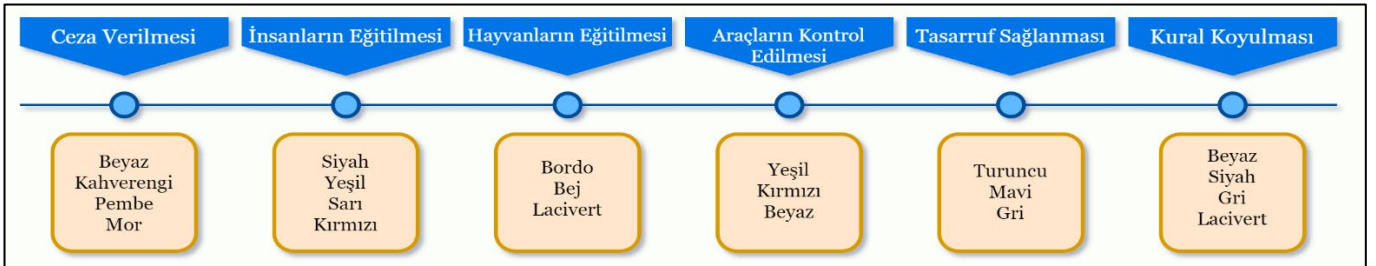 Ceza Verilmesi
İnsanların Eğitilmesi
Hayvanların Eğitilmesi
Araçların Kontrol
Edilmesi
Tasarruf Sağlanması
Kural Koyulması
Beyaz
Kahverengi
Pembe
Mor
Siyah
Yeşil
Sarı
Kırmızı
Bordo
Bej
Lacivert
Yeşil
Kırmızı
Beyaz
Turuncu
Mavi
Gri
Beyaz
Siyah
Gri
Lacivert